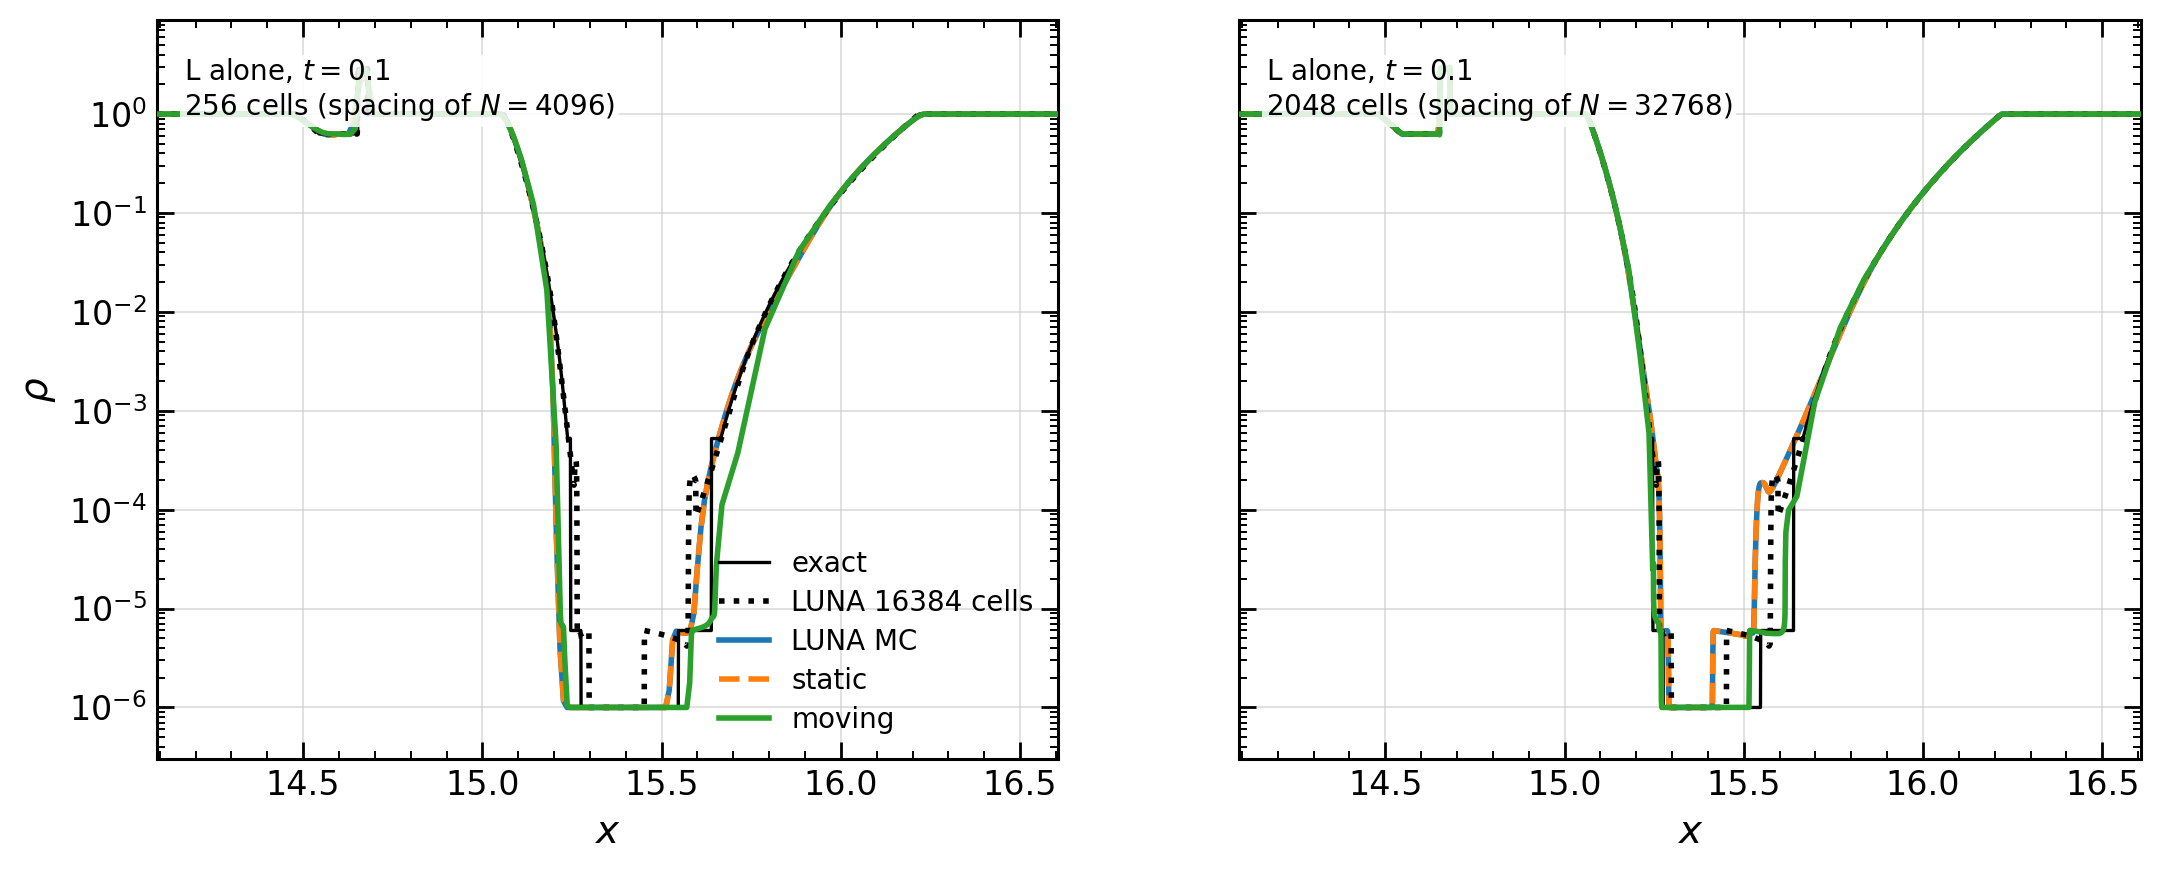 L alone, t = 0.1
256 cells (spacing of N = 4096)
10⁰
10⁻¹
10⁻²
10⁻³
10⁻⁴
10⁻⁵
10⁻⁶
ρ
exact
LUNA 16384 cells
LUNA MC
static
moving
14.5 15.0 15.5 16.0 16.5
x
L alone, t = 0.1
2048 cells (spacing of N = 32768)
14.5 15.0 15.5 16.0 16.5
x